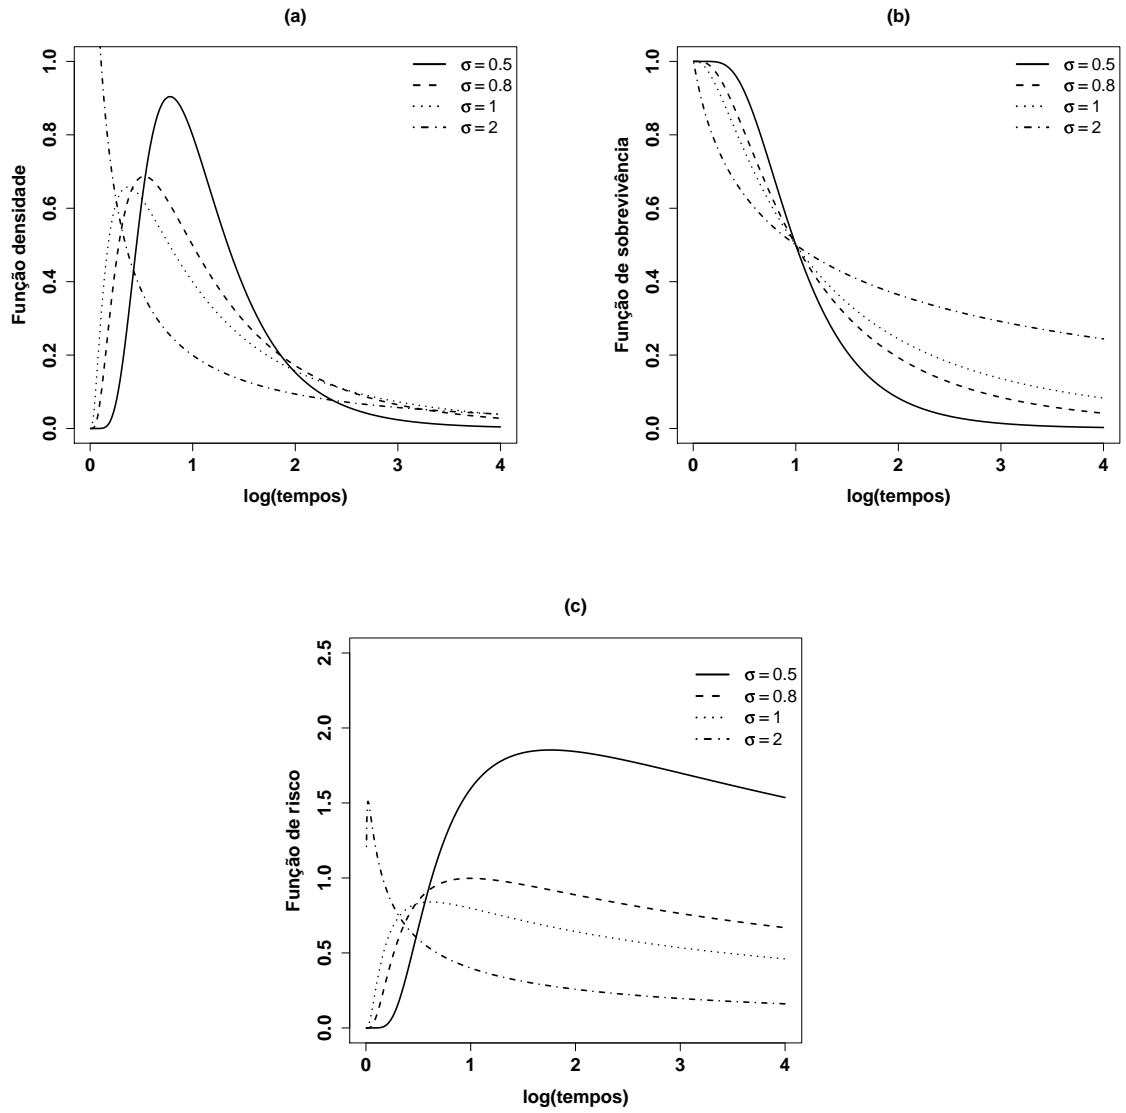 (a)
Função densidade
1.0
0.8
0.6
0.4
0.2
0.0
σ = 0.5
σ = 0.8
σ = 1
σ = 2
0 1 2 3 4
log(tempos)
(b)
Função de sobrevivência
1.0
0.8
0.6
0.4
0.2
0.0
σ = 0.5
σ = 0.8
σ = 1
σ = 2
0 1 2 3 4
log(tempos)
(c)
Função de risco
2.5
2.0
1.5
1.0
0.5
0.0
σ = 0.5
σ = 0.8
σ = 1
σ = 2
0 1 2 3 4
log(tempos)